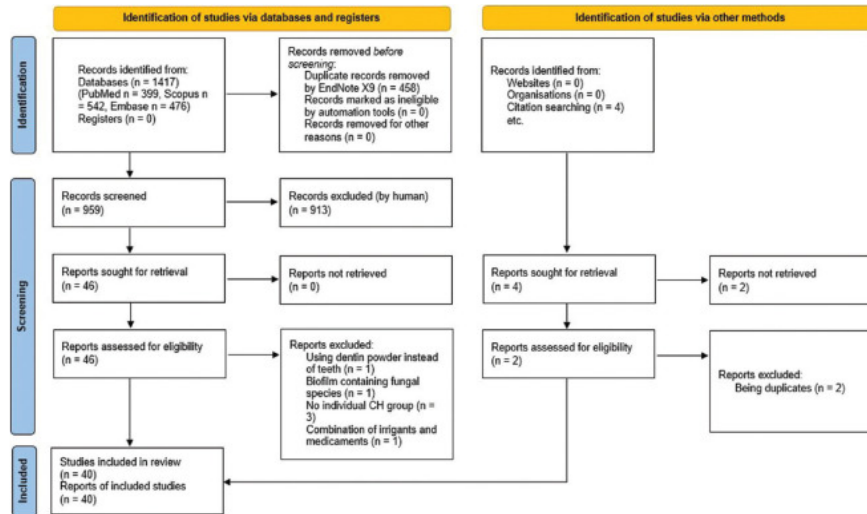 Identification of studies via databases and registers
Identification of studies via other methods
Identification
Records identified from:
Databases (n = 1417)
(PubMed n = 399, Scopus n
= 542, Embase n = 476)
Registers (n = 0)
Records removed before
screening:
Duplicate records removed
by EndNote X9 (n = 458)
Records marked as ineligible
by automation tools (n = 0)
Records removed for other
reasons (n = 0)
Records identified from:
Websites (n = 0)
Organisations (n = 0)
Citation searching (n = 4)
etc.
Screening
Records screened
(n = 959)
Records excluded (by human)
(n = 913)
Reports sought for retrieval
(n = 46)
Reports not retrieved
(n = 0)
Reports sought for retrieval
(n = 4)
Reports not retrieved
(n = 2)
Reports assessed for eligibility
(n = 46)
Reports excluded:
Using dentin powder instead
of teeth (n = 1)
Biofilm containing fungal
species (n = 1)
No individual CH group (n =
3)
Combination of irrigants and
medicaments (n = 1)
Reports assessed for eligibility
(n = 2)
Reports excluded:
Being duplicates (n = 2)
Included
Studies included in review
(n = 40)
Reports of included studies
(n = 40)